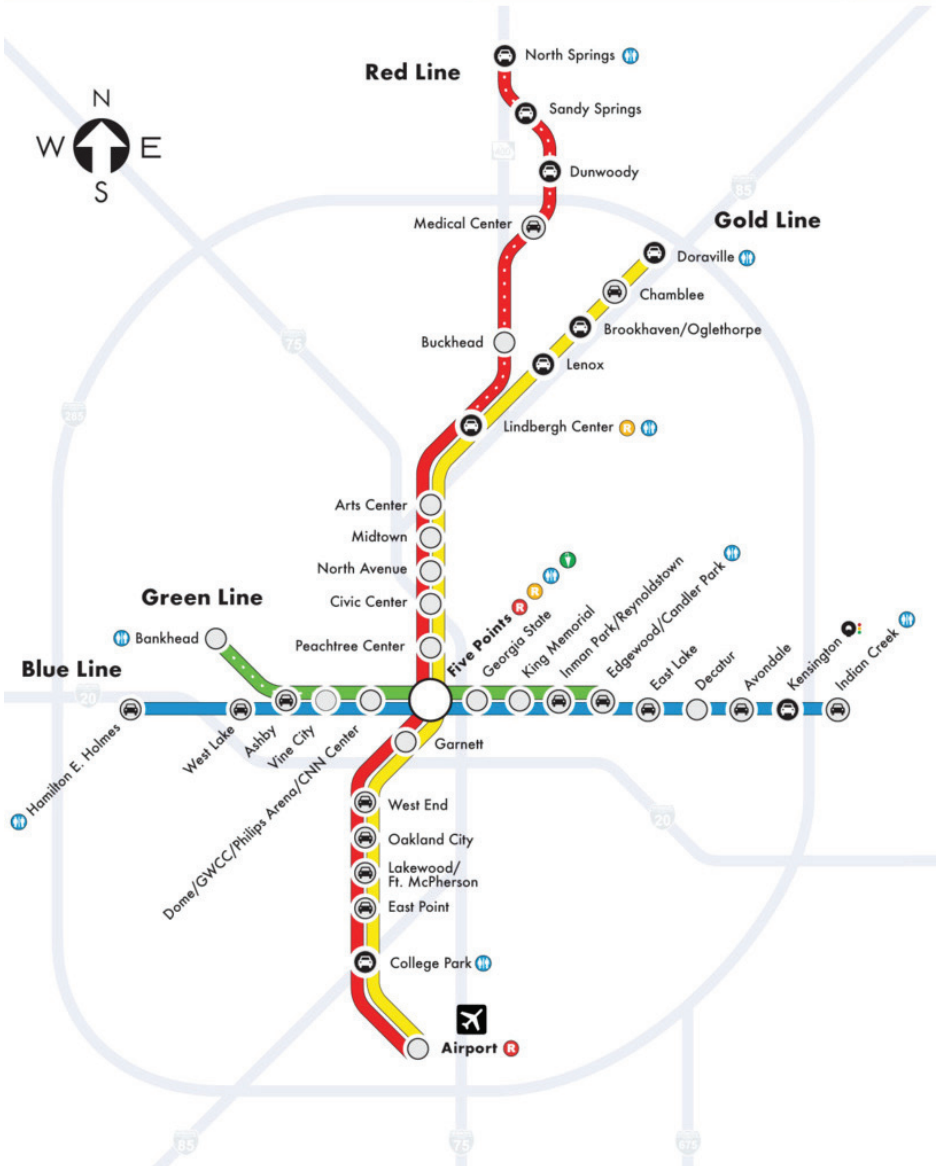 North Springs
Red Line
Sandy Springs
N
W E
S
Dunwoody
85
Medical Center
Gold Line
Doraville
Chamblee
Brookhaven/Oglethorpe
75
Buckhead
Lenox
285
Lindbergh Center R
Arts Center
Midtown
North Avenue
Civic Center
Peachtree Center
Green Line
Bankhead
Blue Line
20
Five Points R R
Georgia State
King Memorial
Inman Park/Reynoldstown
Edgewood/Candler Park
East Lake
Decatur
Avondale
Kensington
Indian Creek
Hamilton E. Holmes
West Lake
Ashby
Vine City
Dome/GWCC/Philips Arena/CNN Center
Garnett
West End
20
Oakland City
Lakewood/
Ft. McPherson
East Point
College Park
Airport R
85
75
675